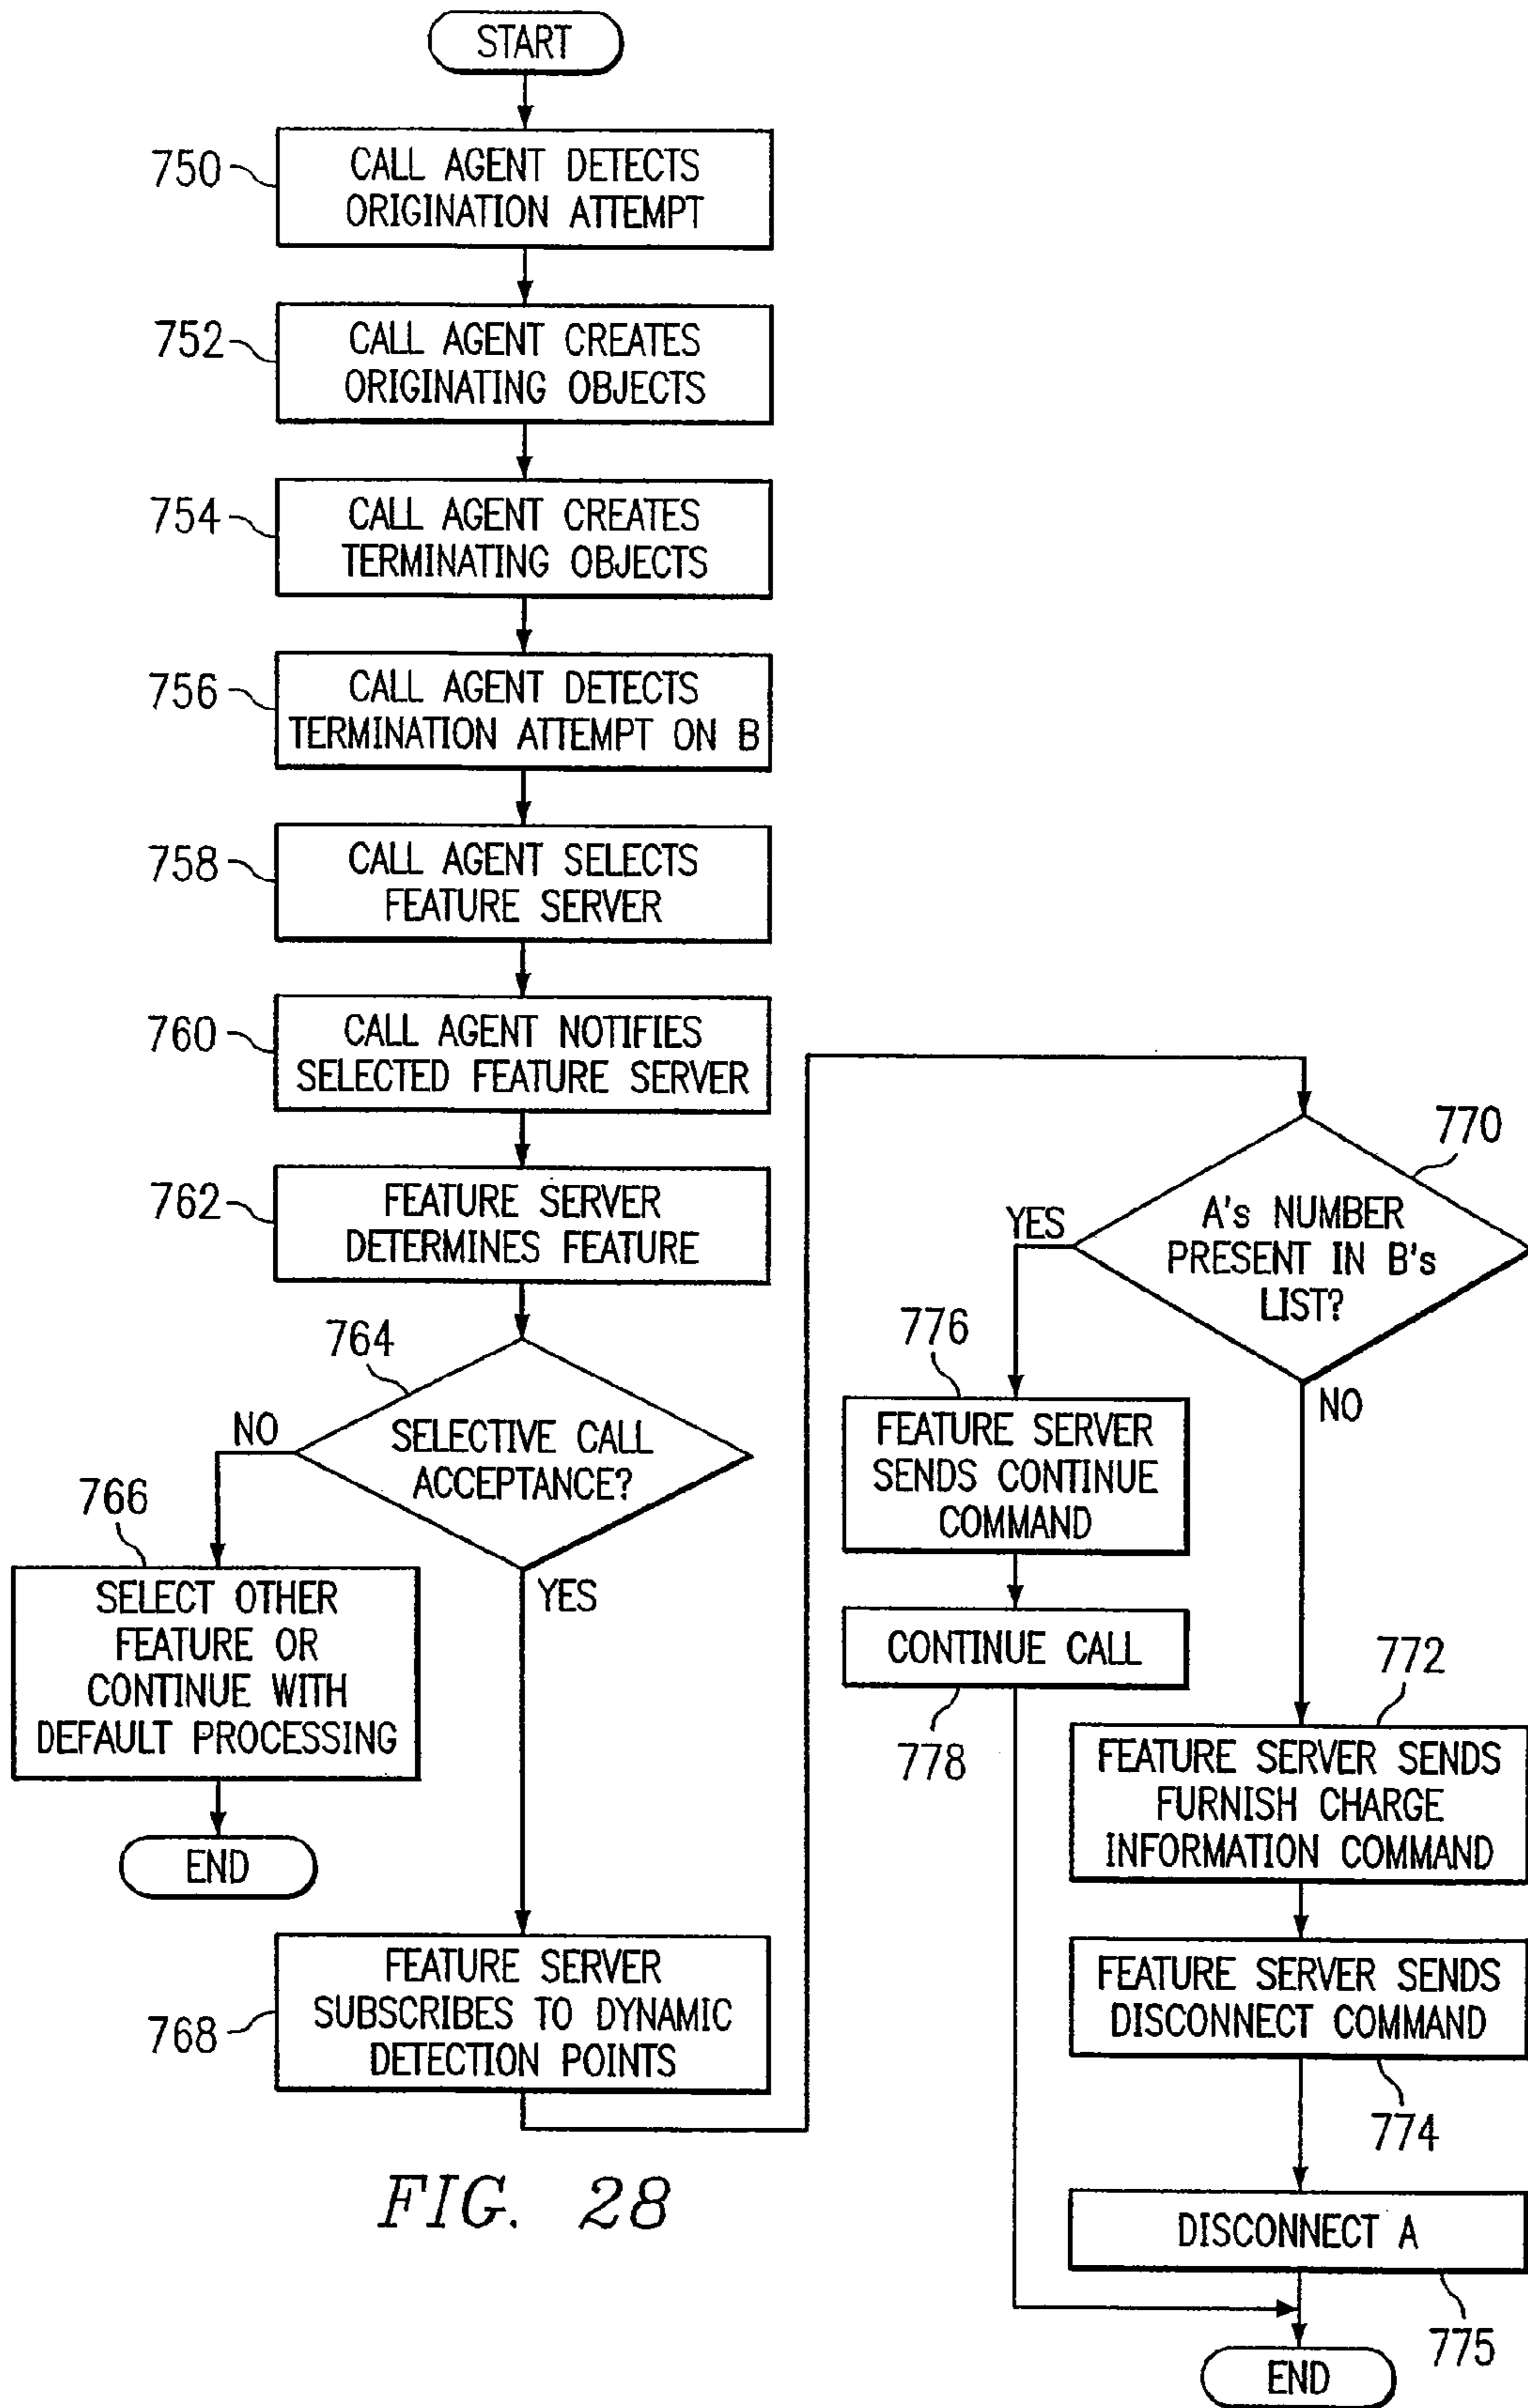 START
750
CALL AGENT DETECTS
ORIGINATION ATTEMPT
752
CALL AGENT CREATES
ORIGINATING OBJECTS
754
CALL AGENT CREATES
TERMINATING OBJECTS
756
CALL AGENT DETECTS
TERMINATION ATTEMPT ON B
758
CALL AGENT SELECTS
FEATURE SERVER
760
CALL AGENT NOTIFIES
SELECTED FEATURE SERVER
762
FEATURE SERVER
DETERMINES FEATURE
764
SELECTIVE CALL
ACCEPTANCE?
NO
766
SELECT OTHER
FEATURE OR
CONTINUE WITH
DEFAULT PROCESSING
END
YES
768
FEATURE SERVER
SUBSCRIBES TO DYNAMIC
DETECTION POINTS
770
A's NUMBER
PRESENT IN B's
LIST?
YES
776
FEATURE SERVER
SENDS CONTINUE
COMMAND
CONTINUE CALL
778
NO
772
FEATURE SERVER SENDS
FURNISH CHARGE
INFORMATION COMMAND
FEATURE SERVER SENDS
DISCONNECT COMMAND
774
DISCONNECT A
775
END
FIG. 28